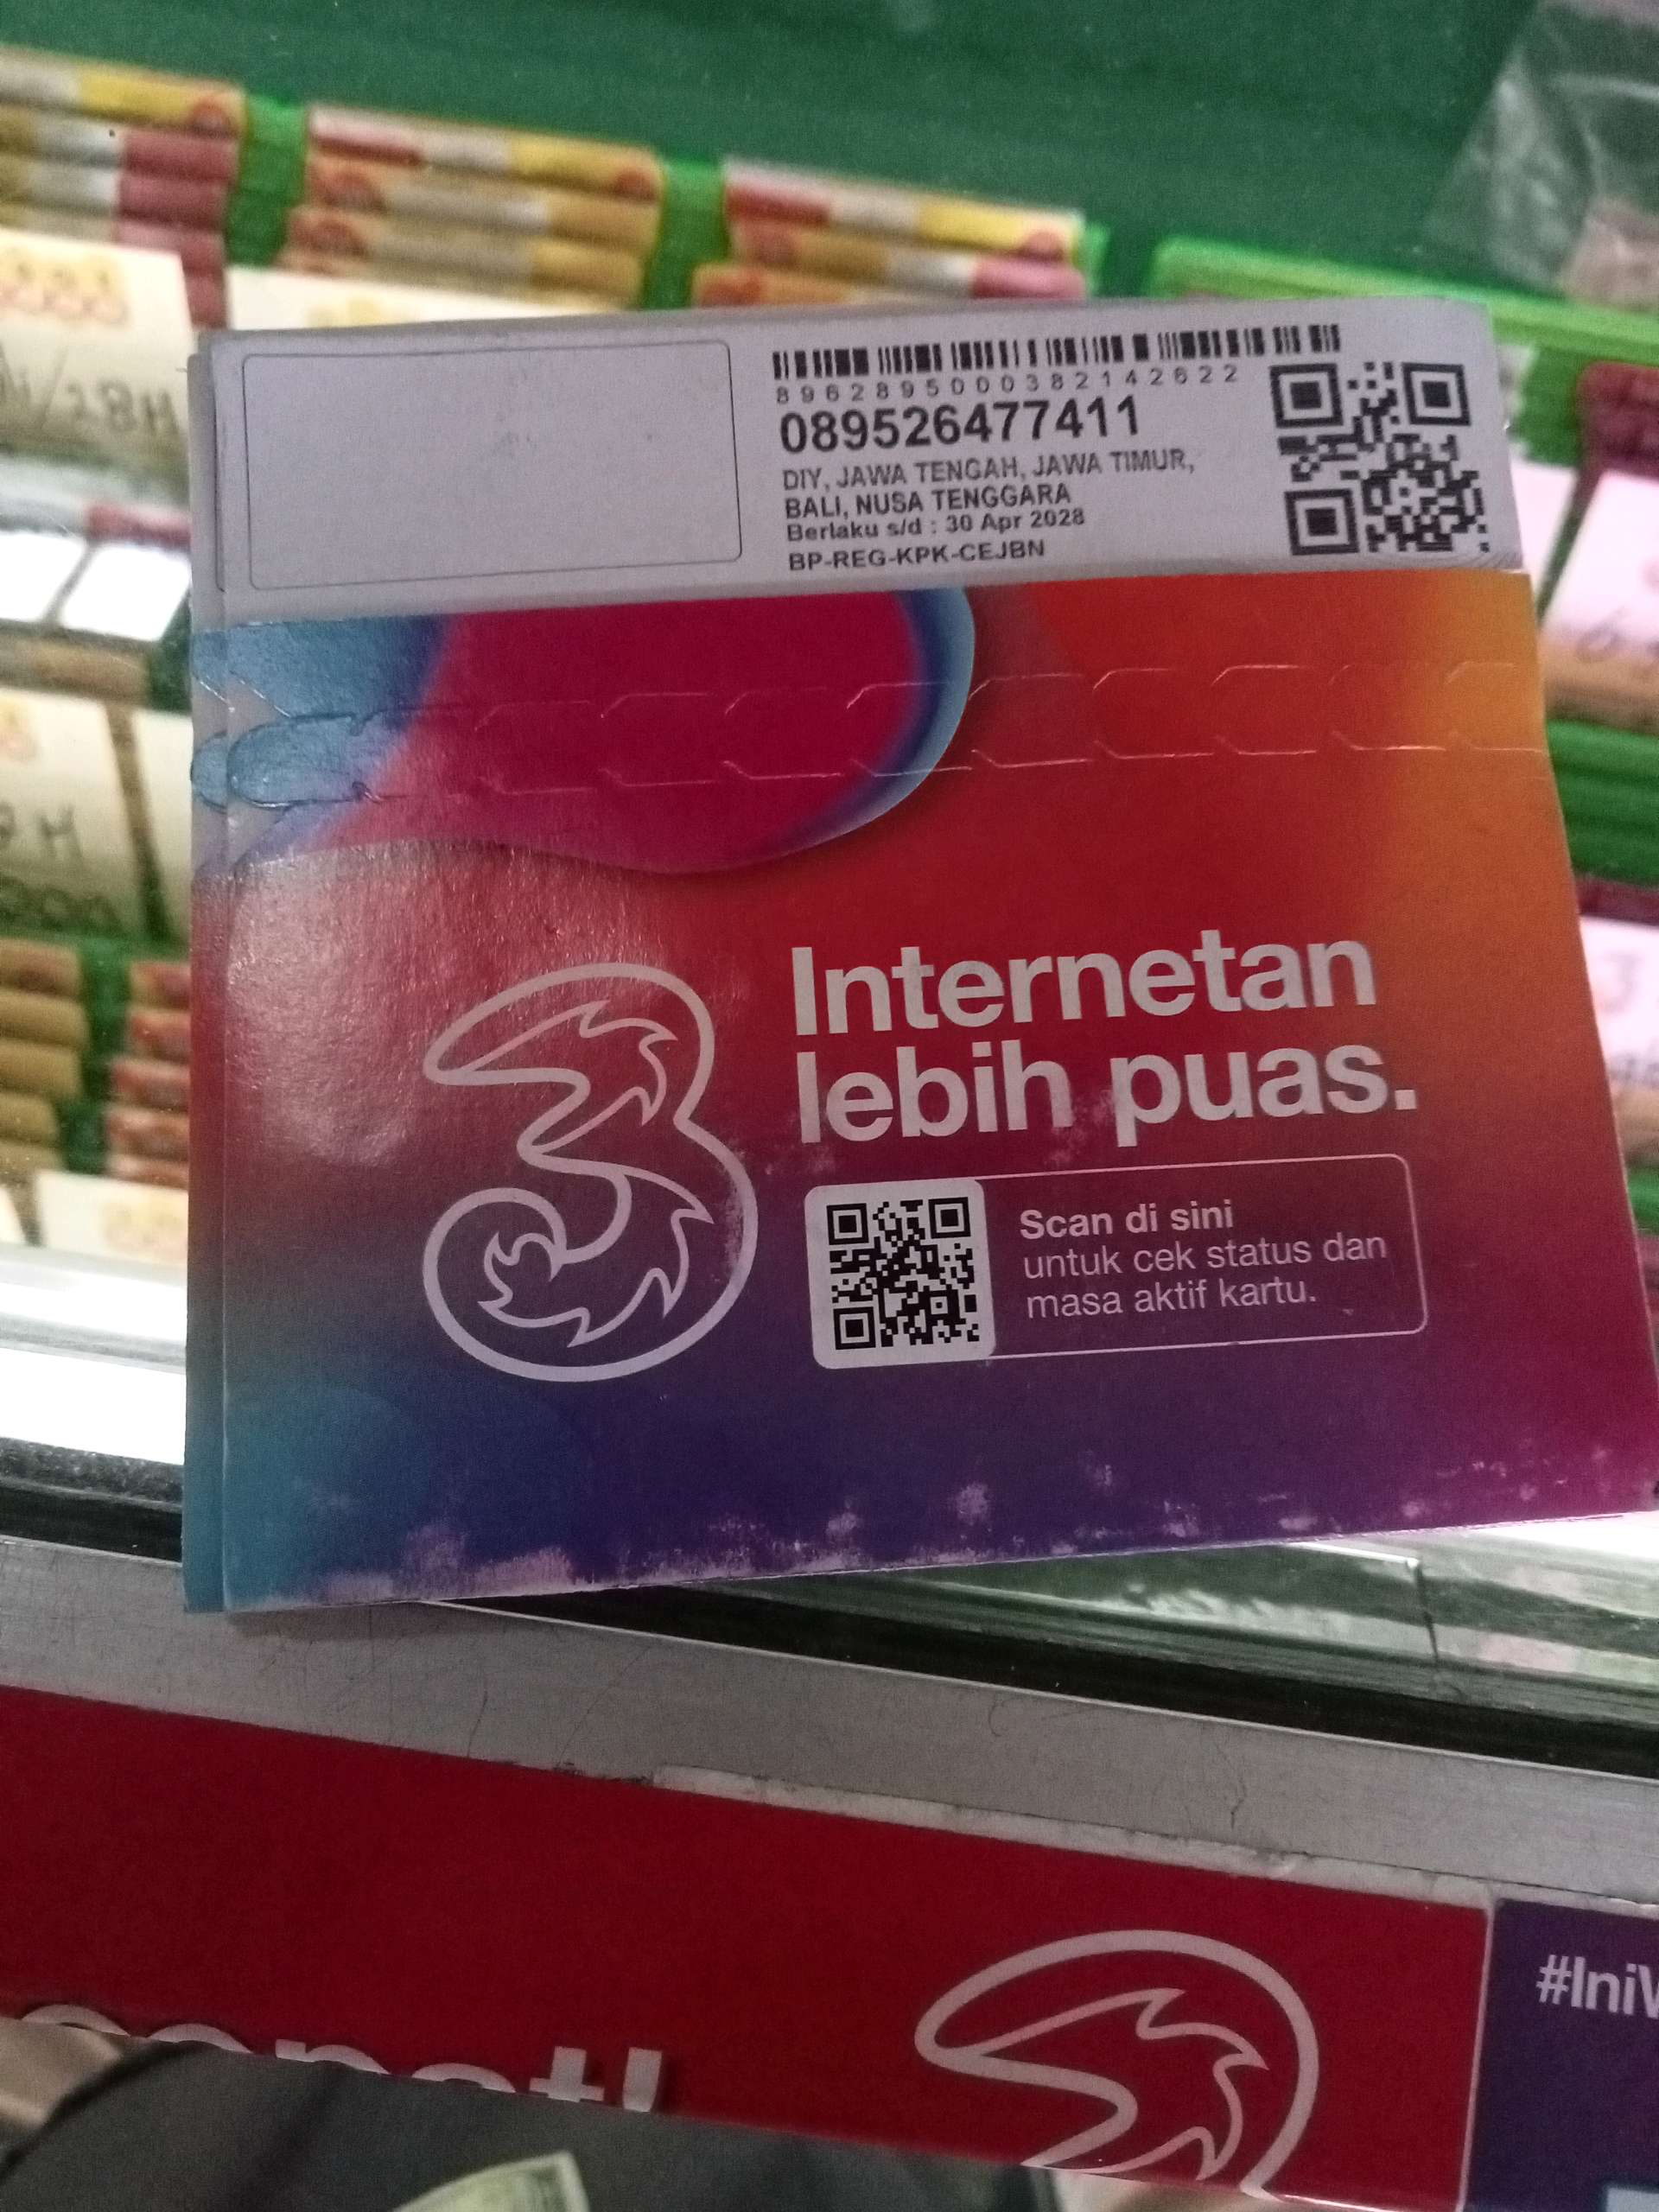 8962895000382142622
089526477411
DIY, JAWA TENGAH, JAWA TIMUR,
BALI, NUSA TENGGARA
Berlaku s/d : 30 Apr 2028
BP-REG-KPK-CEJBN
3
Internetan
lebih puas.
Scan di sini
untuk cek status dan
masa aktif kartu.